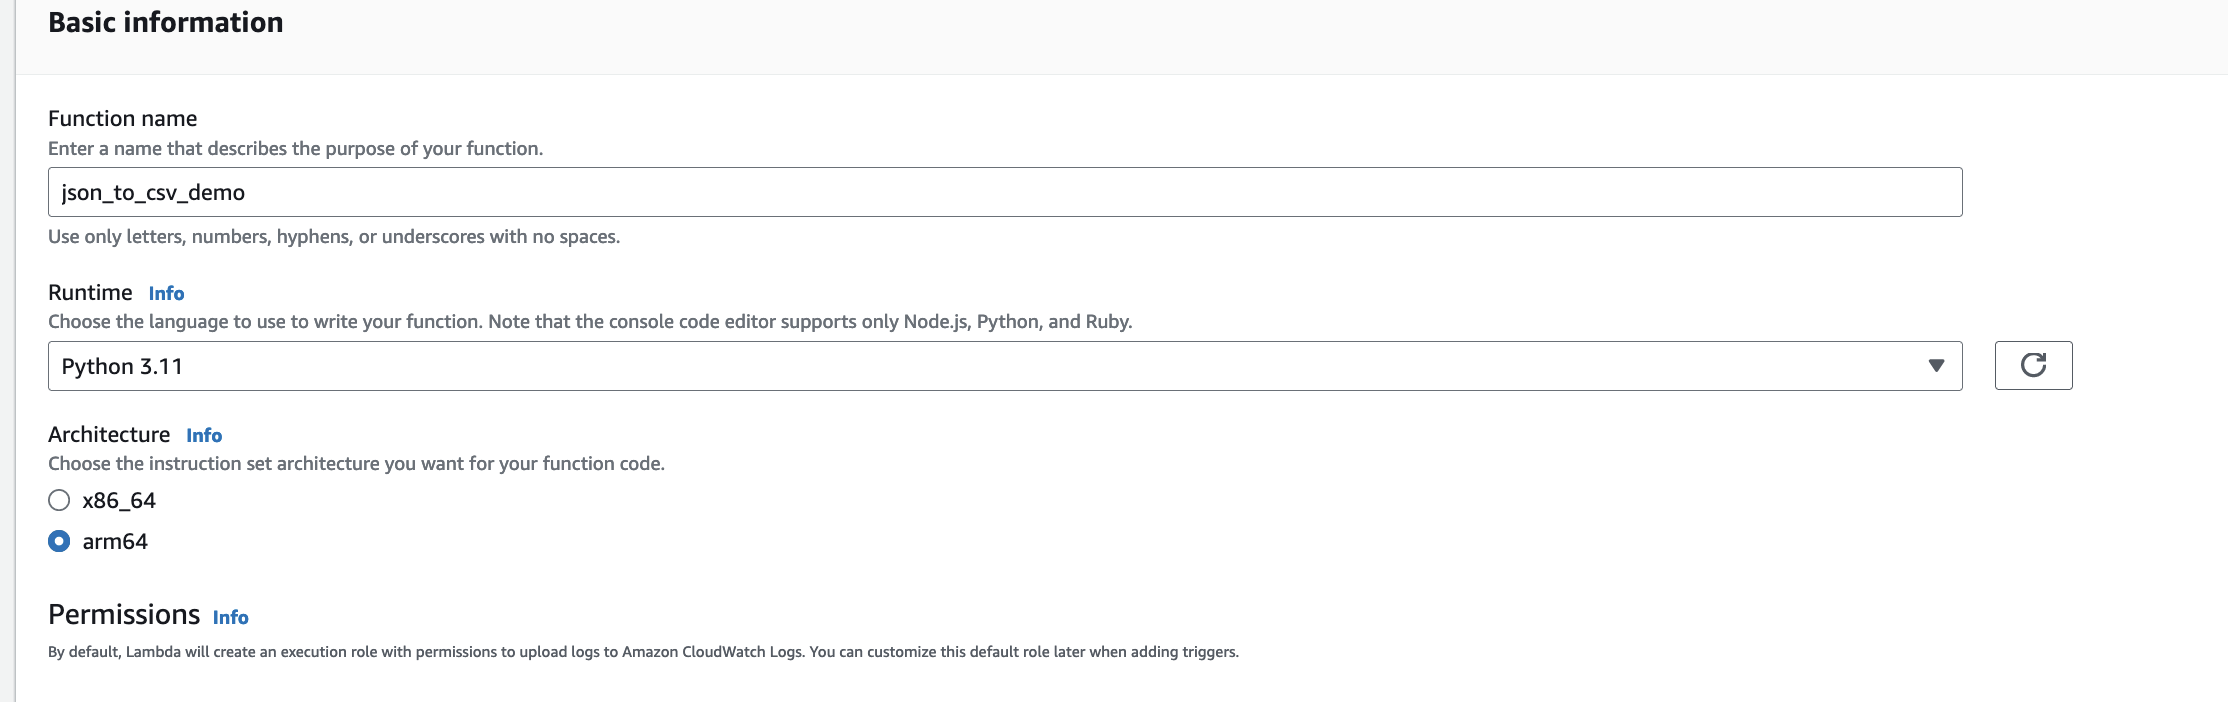 Basic information
Function name
Enter a name that describes the purpose of your function.
json_to_csv_demo
Use only letters, numbers, hyphens, or underscores with no spaces.
Runtime Info
Choose the language to use to write your function. Note that the console code editor supports only Node.js, Python, and Ruby.
Python 3.11
Architecture Info
Choose the instruction set architecture you want for your function code.
x86_64
arm64
Permissions Info
By default, Lambda will create an execution role with permissions to upload logs to Amazon CloudWatch Logs. You can customize this default role later when adding triggers.